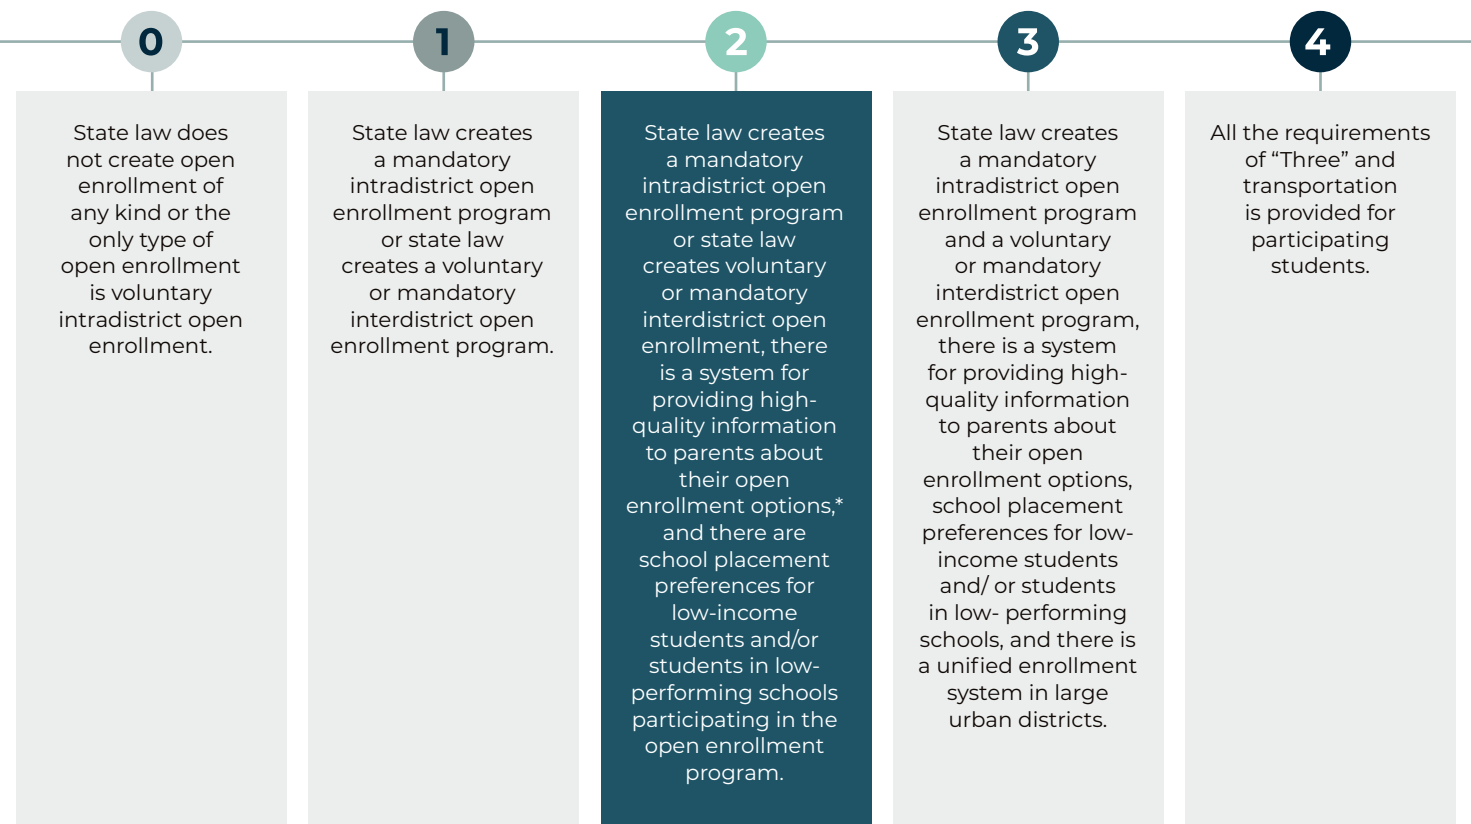 0
State law does
not create open
enrollment of
any kind or the
only type of
open enrollment
is voluntary
intradistrict open
enrollment.
1
State law creates
a mandatory
intradistrict open
enrollment program
or state law
creates a voluntary
or mandatory
interdistrict open
enrollment program.
2
State law creates
a mandatory
intradistrict open
enrollment program
or state law
creates voluntary
or mandatory
interdistrict open
enrollment, there
is a system for
providing high-
quality information
to parents about
their open
enrollment options,*
and there are
school placement
preferences for
low-income
students and/or
students in low-
performing schools
participating in the
open enrollment
program.
3
State law creates
a mandatory
intradistrict open
enrollment program
and a voluntary
or mandatory
interdistrict open
enrollment program,
there is a system
for providing high-
quality information
to parents about
their open
enrollment options,
school placement
preferences for low-
income students
and/ or students
in low- performing
schools, and there is
a unified enrollment
system in large
urban districts.
4
All the requirements
of “Three” and
transportation
is provided for
participating
students.